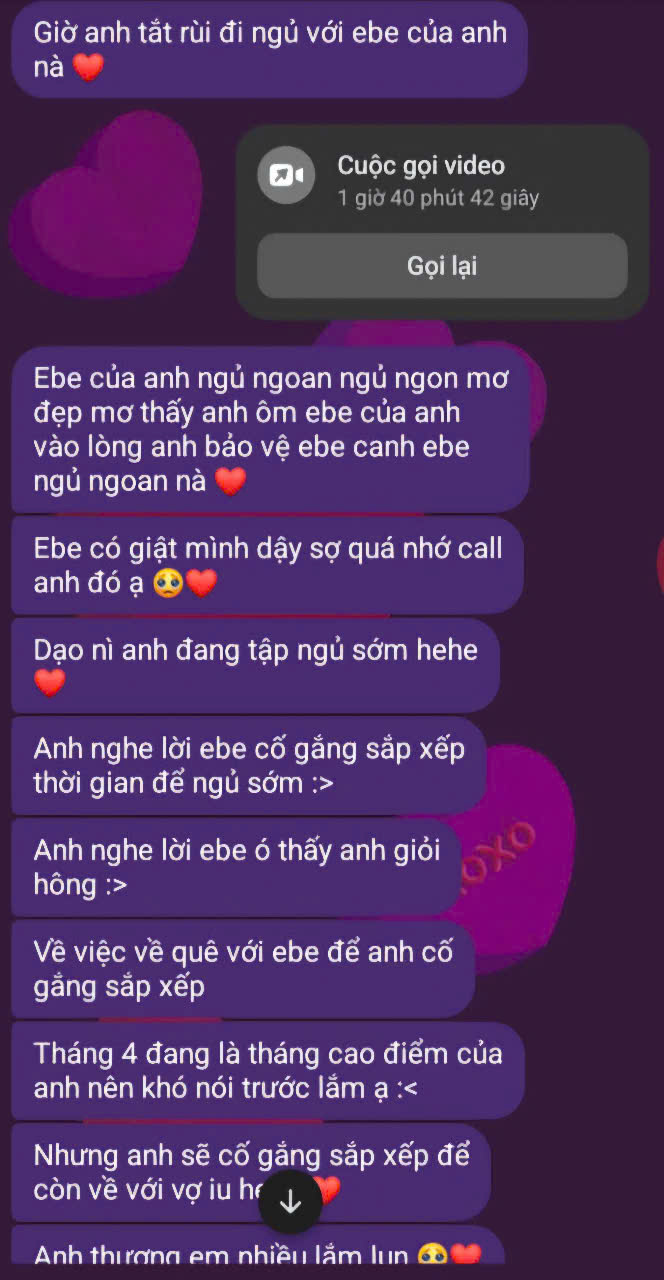 Giờ anh tắt rùi đi ngủ với ebe của anh
nà ❤️
Cuộc gọi video
1 giờ 40 phút 42 giây
Gọi lại
Ebe của anh ngủ ngoan ngủ ngon mơ
đẹp mơ thấy anh ôm ebe của anh
vào lòng anh bảo vệ ebe canh ebe
ngủ ngoan nà ❤️
Ebe có giật mình dậy sợ quá nhớ call
anh đó ạ 🥺❤️
Dạo nì anh đang tập ngủ sớm hehe
❤️
Anh nghe lời ebe cố gắng sắp xếp
thời gian để ngủ sớm :>
Anh nghe lời ebe ó thấy anh giỏi
hông :>
OXO
Về việc về quê với ebe để anh cố
gắng sắp xếp
Tháng 4 đang là tháng cao điểm của
anh nên khó nói trước lắm ạ :<
Nhưng anh sẽ cố gắng sắp xếp để
còn về với vợ iu ❤️
Anh thương em nhiều lắm lun 🥺❤️